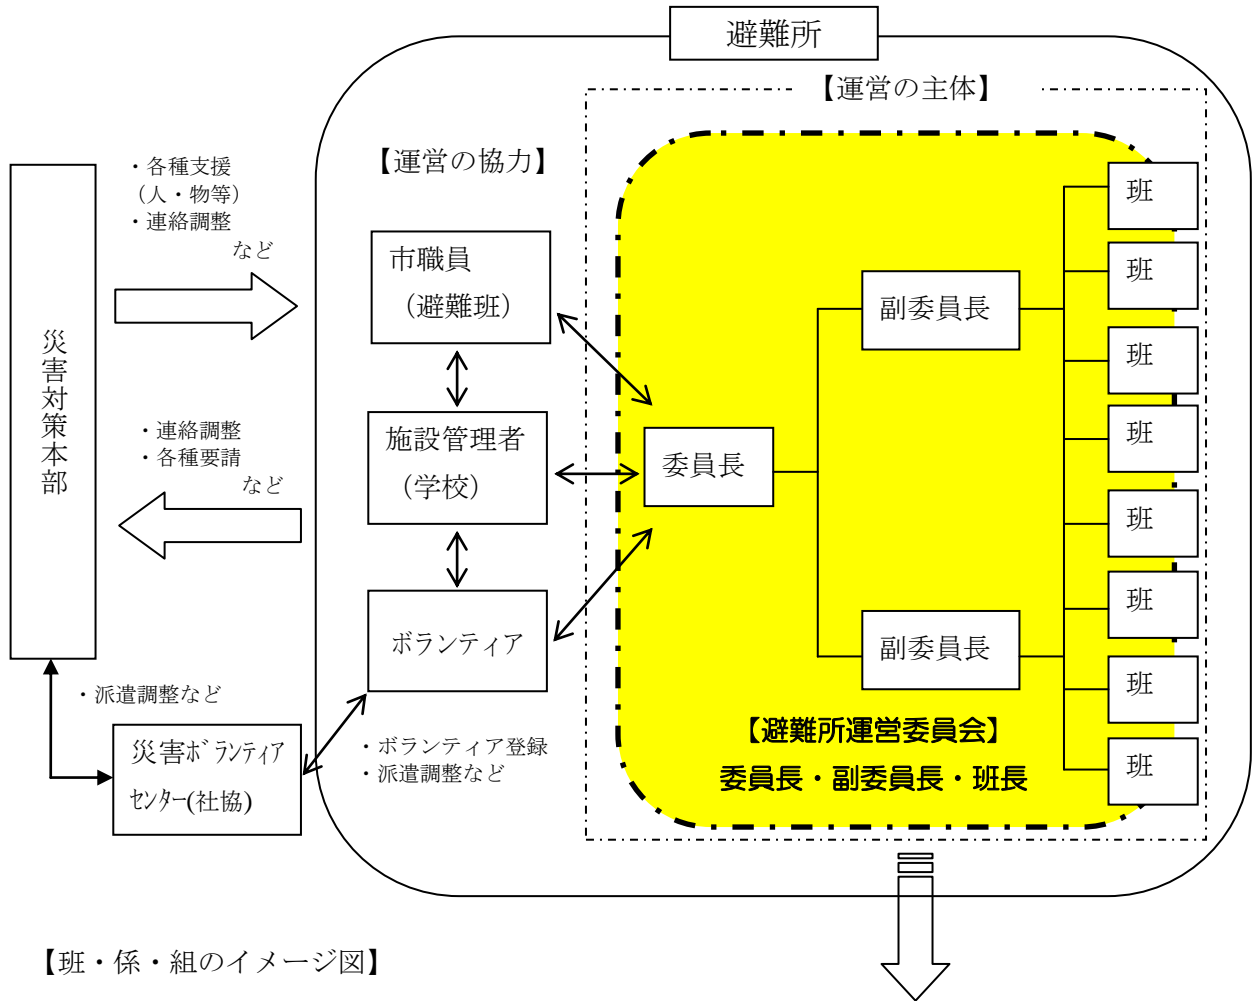 避難所
【運営の主体】
【運営の協力】
・各種支援
（人・物等）
・連絡調整
など
災害対策本部
・連絡調整
・各種要請
など
・派遣調整など
災害ボランティア
センター(社協)
市職員
（避難班）
施設管理者
（学校）
ボランティア
・ボランティア登録
・派遣調整など
委員長
副委員長
副委員長
班
班
班
班
班
班
班
班
【避難所運営委員会】
委員長・副委員長・班長
【班・係・組のイメージ図】